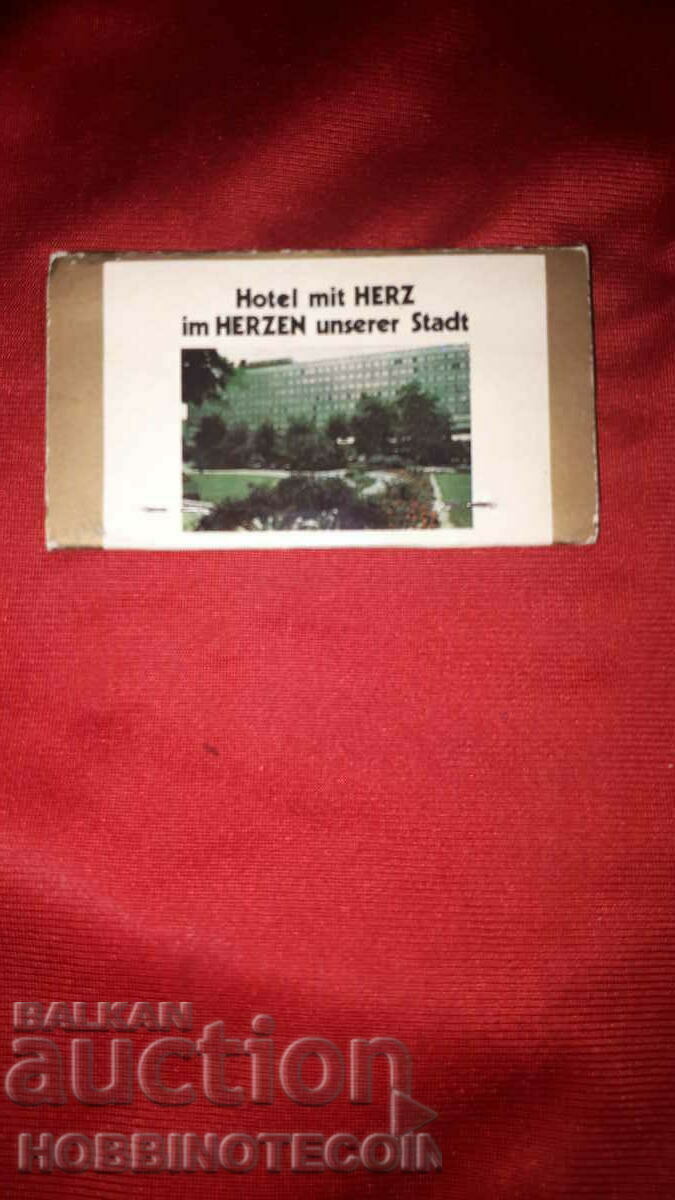 Hotel mit HERZ
im HERZEN unserer Stadt
BALKAN
auction
HOBBINOTECOIN